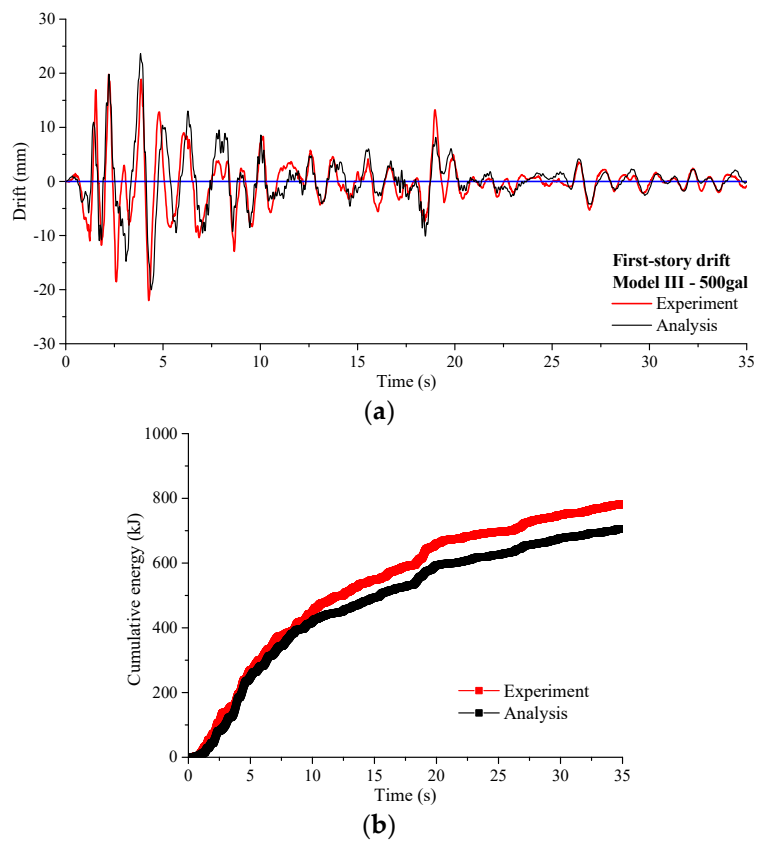 30
20
10
0
-10
-20
-30
Drift (mm)
First-story drift
Model III - 500gal
Experiment
Analysis
0 5 10 15 20 25 30 35
Time (s)
(a)
1000
800
600
400
200
0
Cumulative energy (kJ)
Experiment
Analysis
0 5 10 15 20 25 30 35
Time (s)
(b)